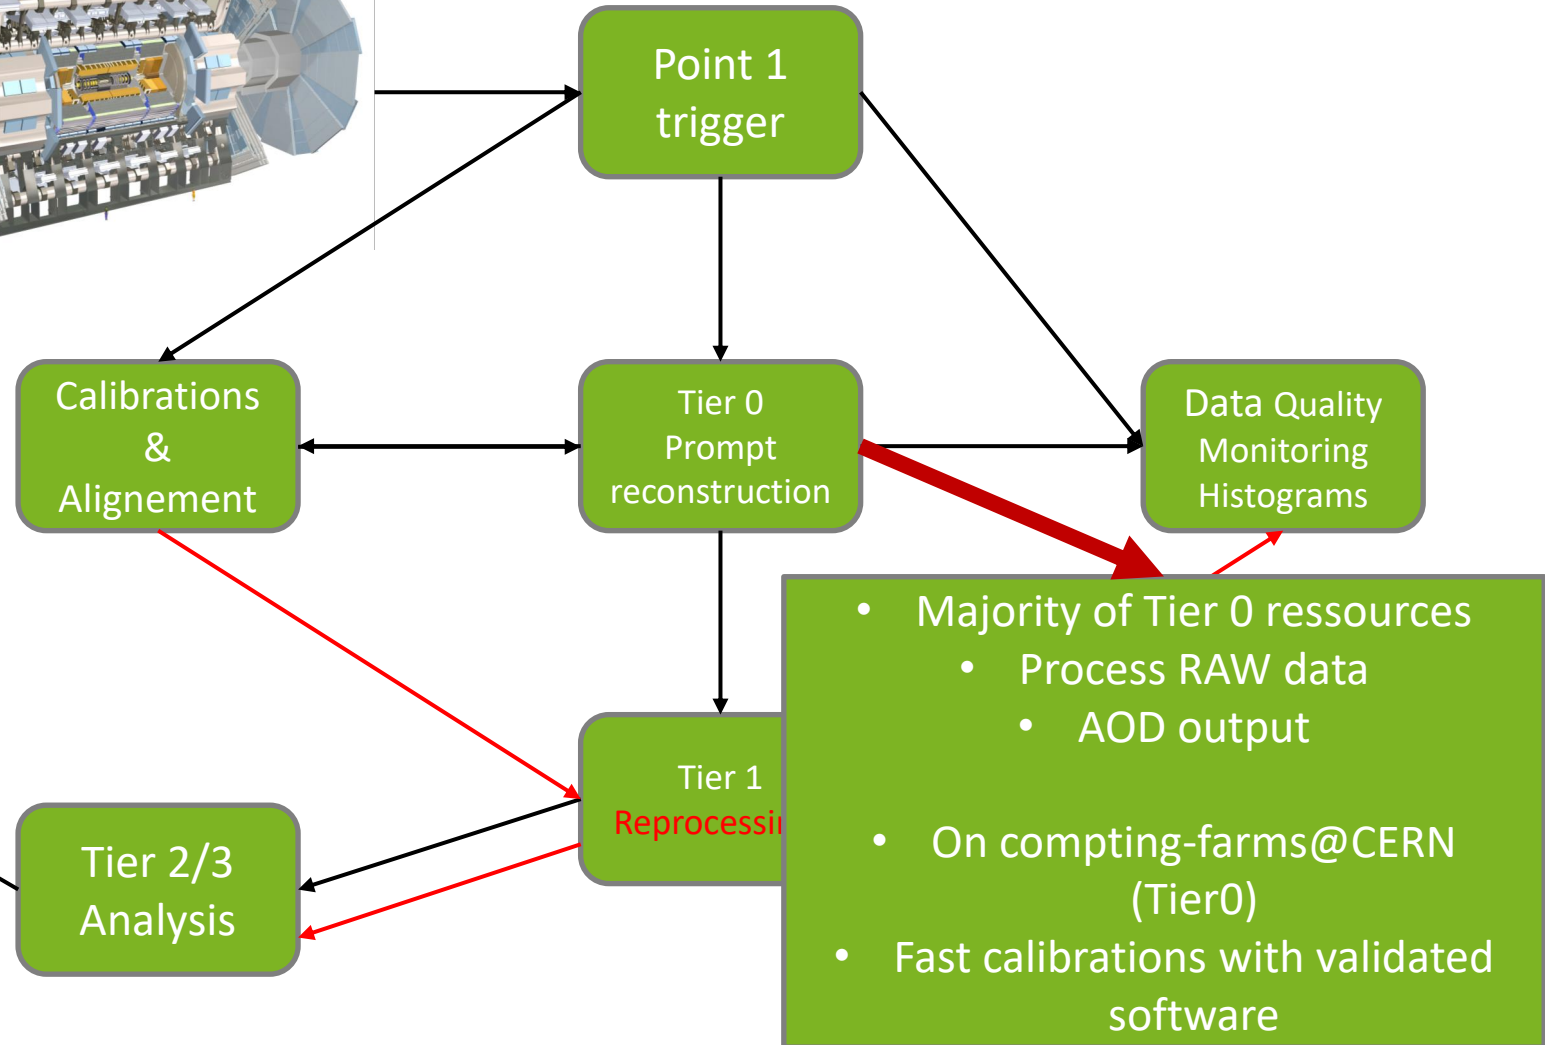 Point 1
trigger
Calibrations
&
Alignement
Tier 0
Prompt
reconstruction
Data Quality
Monitoring
Histograms
Tier 1
Tier 2/3
Analysis
• Majority of Tier 0 ressources
• Process RAW data
• AOD output
• On compting-farms@CERN
(Tier0)
• Fast calibrations with validated
software